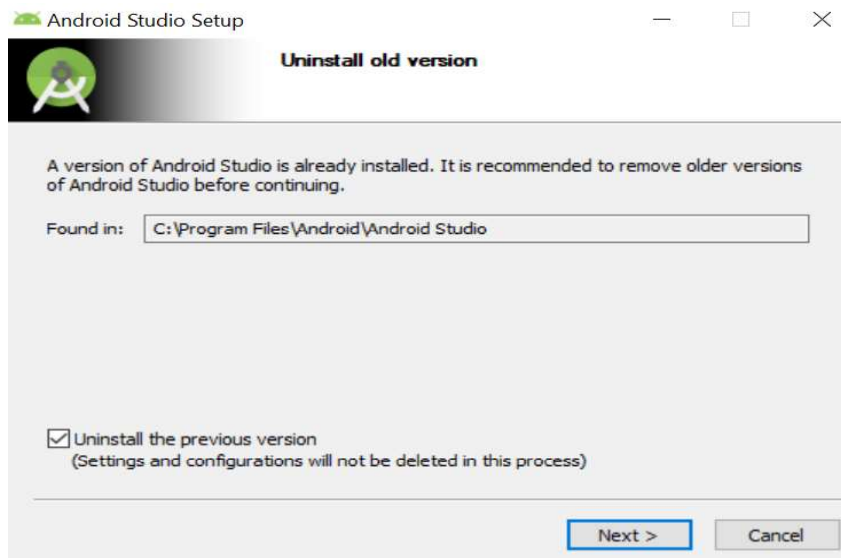 Android Studio Setup
Uninstall old version
A version of Android Studio is already installed. It is recommended to remove older versions
of Android Studio before continuing.
Found in: C:\Program Files\Android\Android Studio
Uninstall the previous version
(Settings and configurations will not be deleted in this process)
Next > Cancel